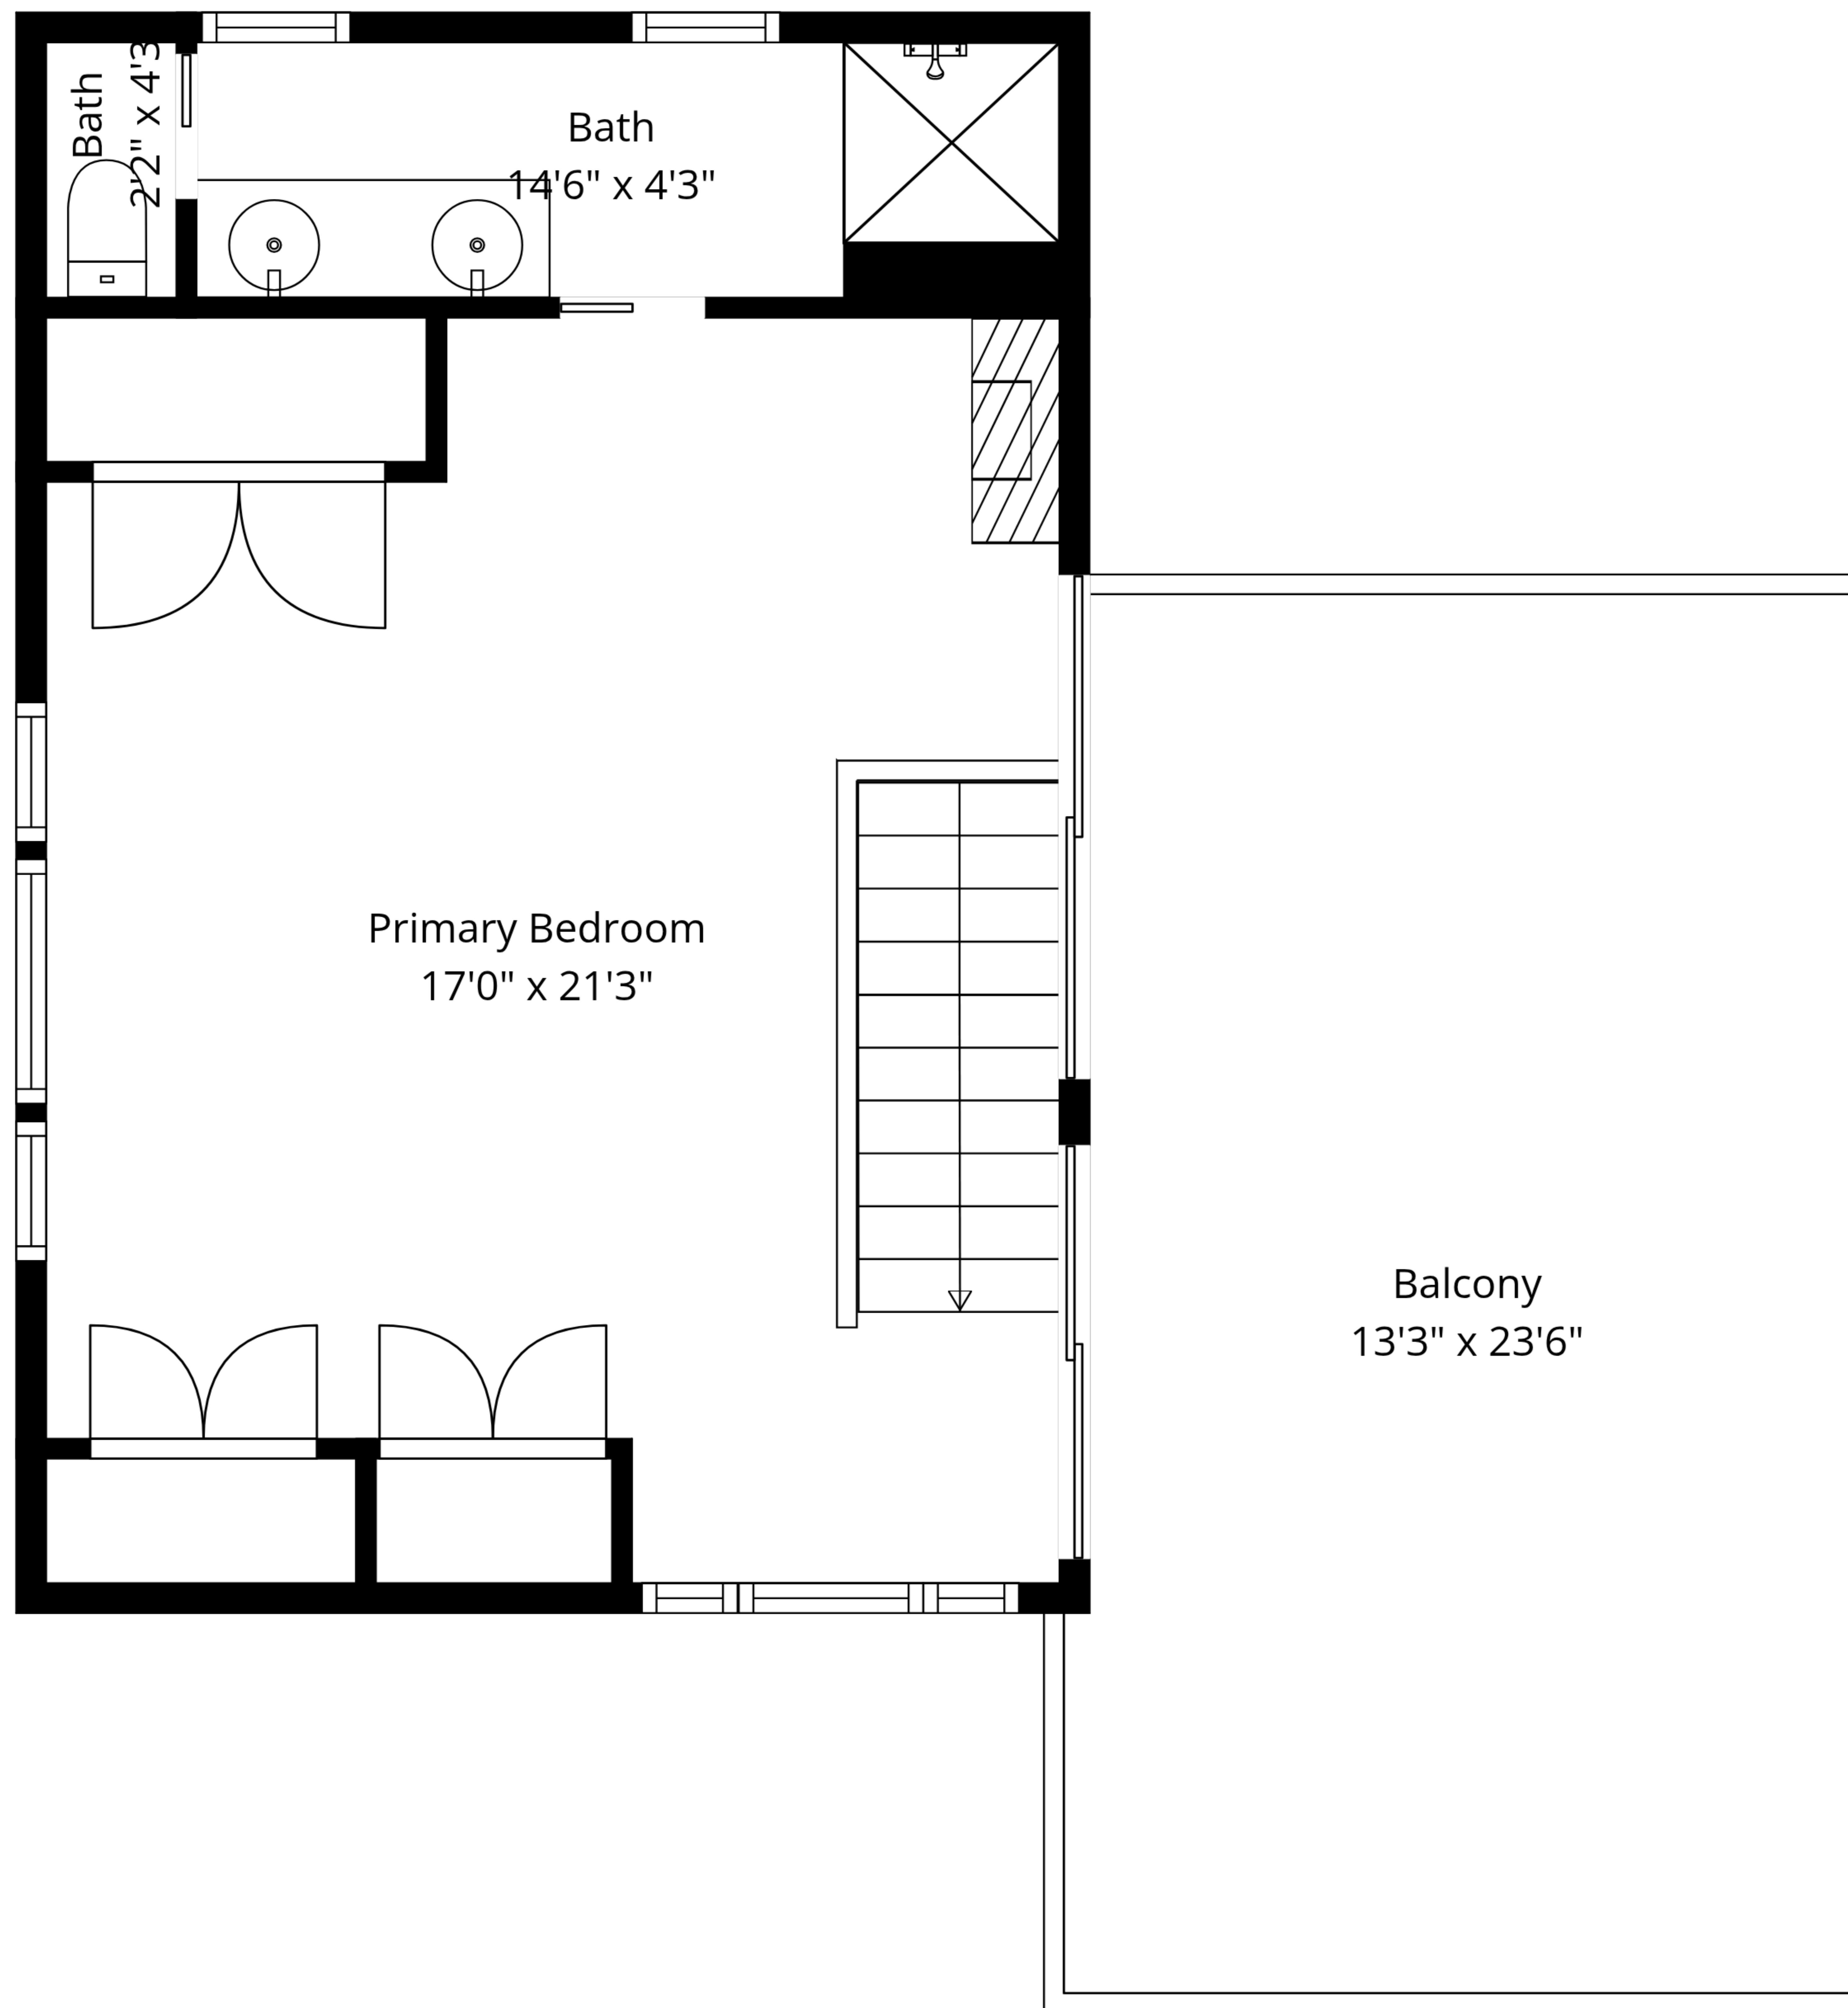 Bath
2'2" x 4'3
Bath
14'6" x 4'3"
Primary Bedroom
17'0" x 21'3"
Balcony
13'3" x 23'6"